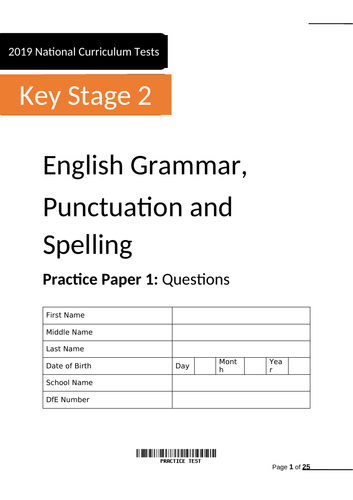 2019 National Curriculum Tests
Key Stage 2
English Grammar,
Punctuation and
Spelling
Practice Paper 1: Questions
First Name
Middle Name
Last Name
Date of Birth Day Mont
h Yea
r
School Name
DfE Number
PRACTICE TEST
Page 1 of 25